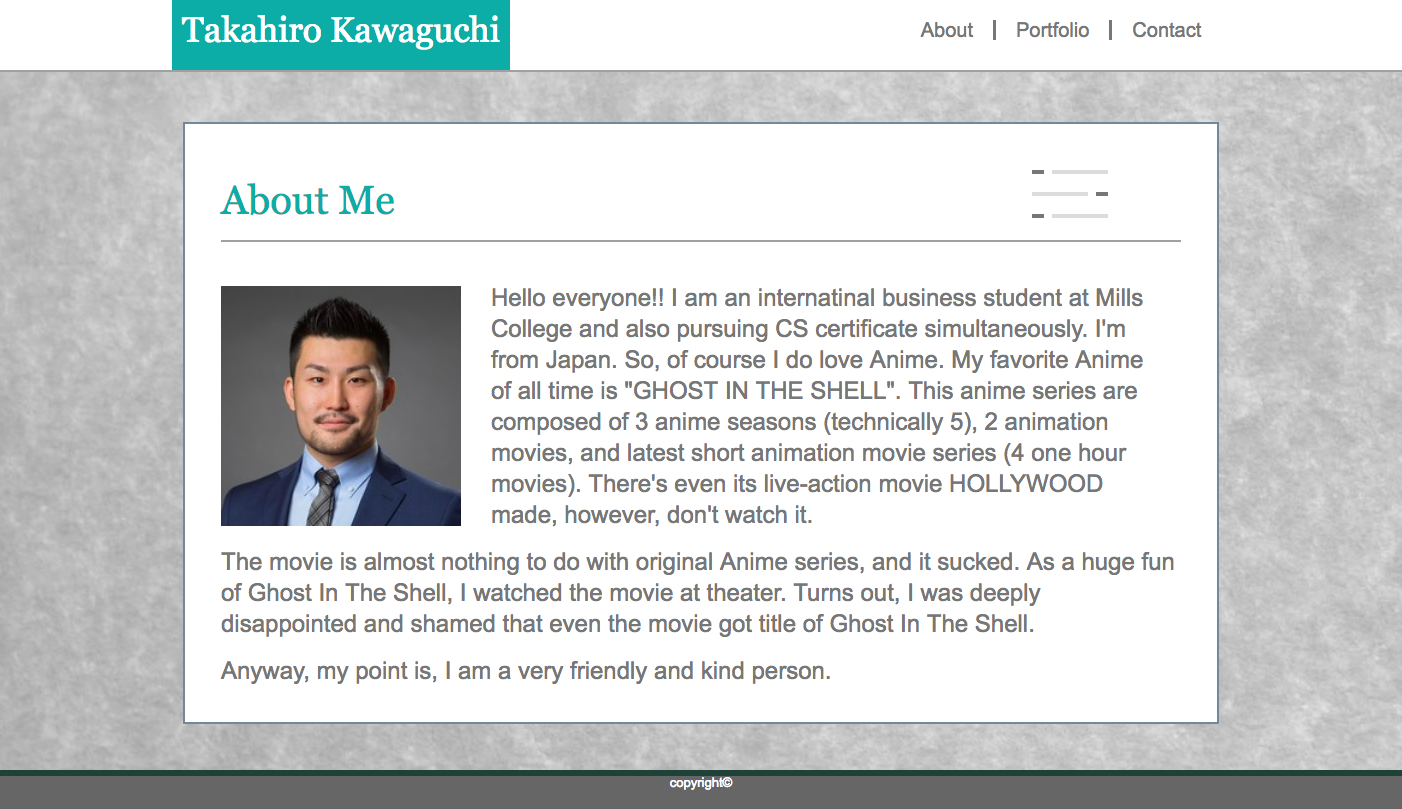 Takahiro Kawaguchi
About | Portfolio | Contact
About Me
Hello everyone!! I am an internatinal business student at Mills
College and also pursuing CS certificate simultaneously. I'm
from Japan. So, of course I do love Anime. My favorite Anime
of all time is "GHOST IN THE SHELL". This anime series are
composed of 3 anime seasons (technically 5), 2 animation
movies, and latest short animation movie series (4 one hour
movies). There's even its live-action movie HOLLYWOOD
made, however, don't watch it.
The movie is almost nothing to do with original Anime series, and it sucked. As a huge fun
of Ghost In The Shell, I watched the movie at theater. Turns out, I was deeply
disappointed and shamed that even the movie got title of Ghost In The Shell.
Anyway, my point is, I am a very friendly and kind person.
copyright©